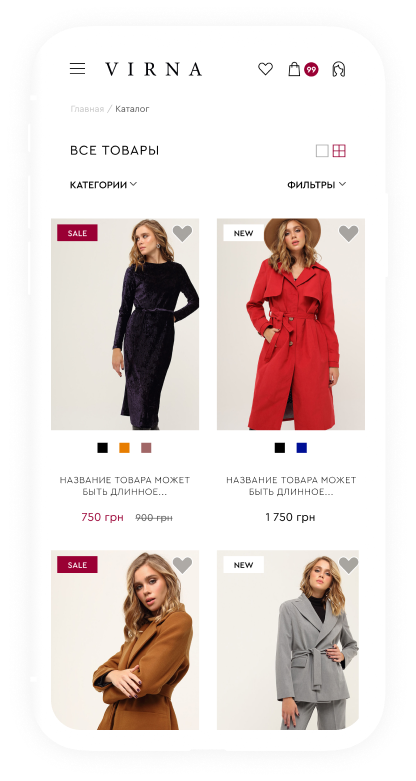 VIRNA
99
Главная / Каталог
ВСЕ ТОВАРЫ
КАТЕГОРИИ
ФИЛЬТРЫ
SALE
NEW
НАЗВАНИЕ ТОВАРА МОЖЕТ
БЫТЬ ДЛИННОЕ...
750 грн 900 грн
НАЗВАНИЕ ТОВАРА МОЖЕТ
БЫТЬ ДЛИННОЕ...
1 750 грн
SALE
NEW